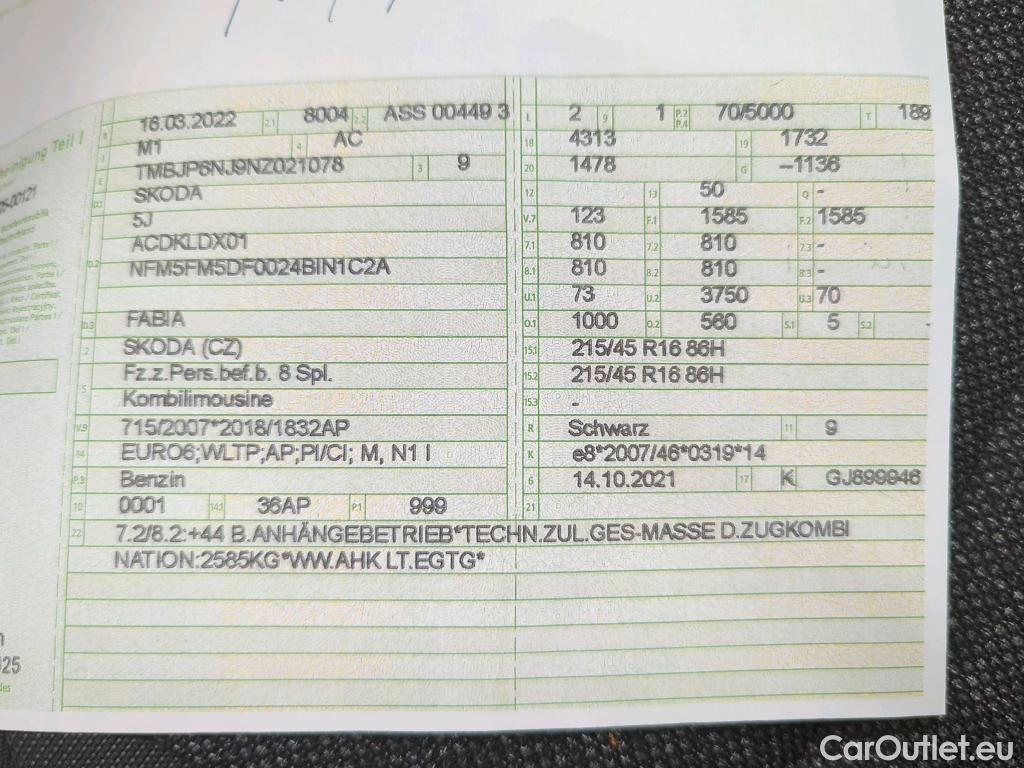 einigung Teil I
16.03.2022 2.1 8004 2.2 ASS 00449 3 L 2 9 1 P.2 P.4 70/5000 T 189
J M1 4 AC 18 4313 19 1732
E TMBJP6NJ9NZ021078 3 9 20 1478 G –1136
D.1 SKODA 12 13 50 Q -
5J V.7 123 F.1 1585 F.2 1585
D.2 ACDKLDX01 7.1 810 7.2 810 7.3 -
NFM5FM5DF0024BIN1C2A 8.1 810 8.2 810 8.3 -
U.1 73 U.2 3750 U.3 70
D.3 FABIA O.1 1000 O.2 560 S.1 5 S.2
2 SKODA (CZ) 15.1 215/45 R16 86H
5 Fz.z.Pers.bef.b. 8 Spl. 15.2 215/45 R16 86H
Kombilimousine 15.3 -
V.9 715/2007*2018/1832AP R Schwarz 11 9
14 EURO6;WLTP;AP;PI/CI; M, N1 I K e8*2007/46*0319*14
P.3 Benzin 6 14.10.2021 17 K GJ899946
10 0001 14.1 36AP P.1 999 21
22 7.2/8.2:+44 B.ANHÄNGEBETRIEB*TECHN.ZUL.GES-MASSE D.ZUGKOMBI
NATION:2585KG*WW.AHK LT.EGTG*
25
des
CarOutlet.eu